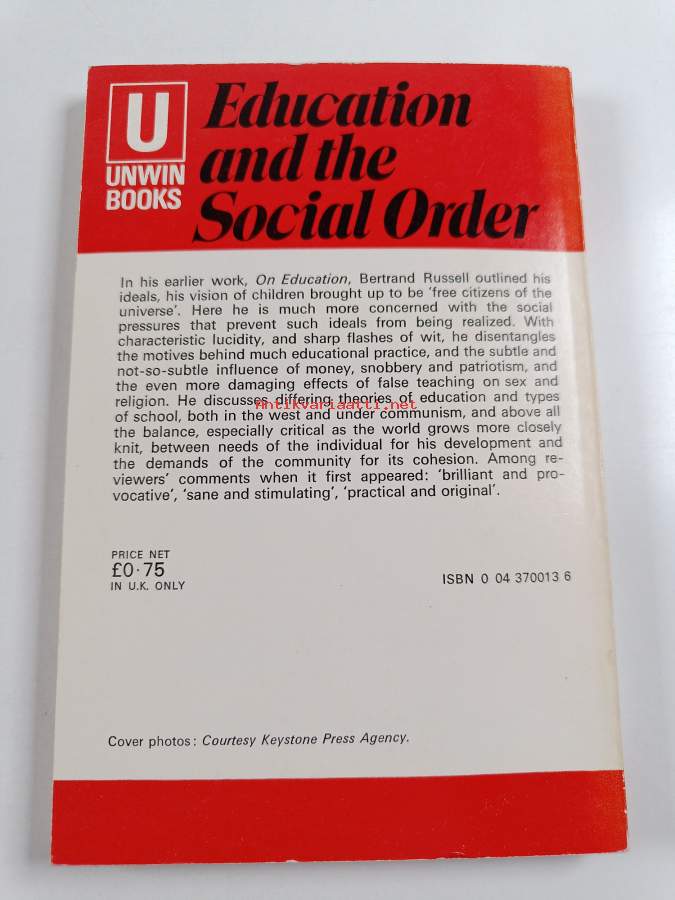 U
UNWIN
BOOKS
Education
and the
Social Order
In his earlier work, On Education, Bertrand Russell outlined his
ideals, his vision of children brought up to be 'free citizens of the
universe'. Here he is much more concerned with the social
pressures that prevent such ideals from being realized. With
characteristic lucidity, and sharp flashes of wit, he disentangles
the motives behind much educational practice, and the subtle and
not-so-subtle influence of money, snobbery and patriotism, and
the even more damaging effects of false teaching on sex and
religion. He discusses differing theories of education and types
antikvariaatti.net
of school, both in the west and under communism, and above all
the balance, especially critical as the world grows more closely
knit, between needs of the individual for his development and
the demands of the community for its cohesion. Among re-
viewers' comments when it first appeared: 'brilliant and pro-
vocative', 'sane and stimulating', 'practical and original'.
PRICE NET
£0·75
IN U.K. ONLY
ISBN 0 04 370013 6
Cover photos: Courtesy Keystone Press Agency.